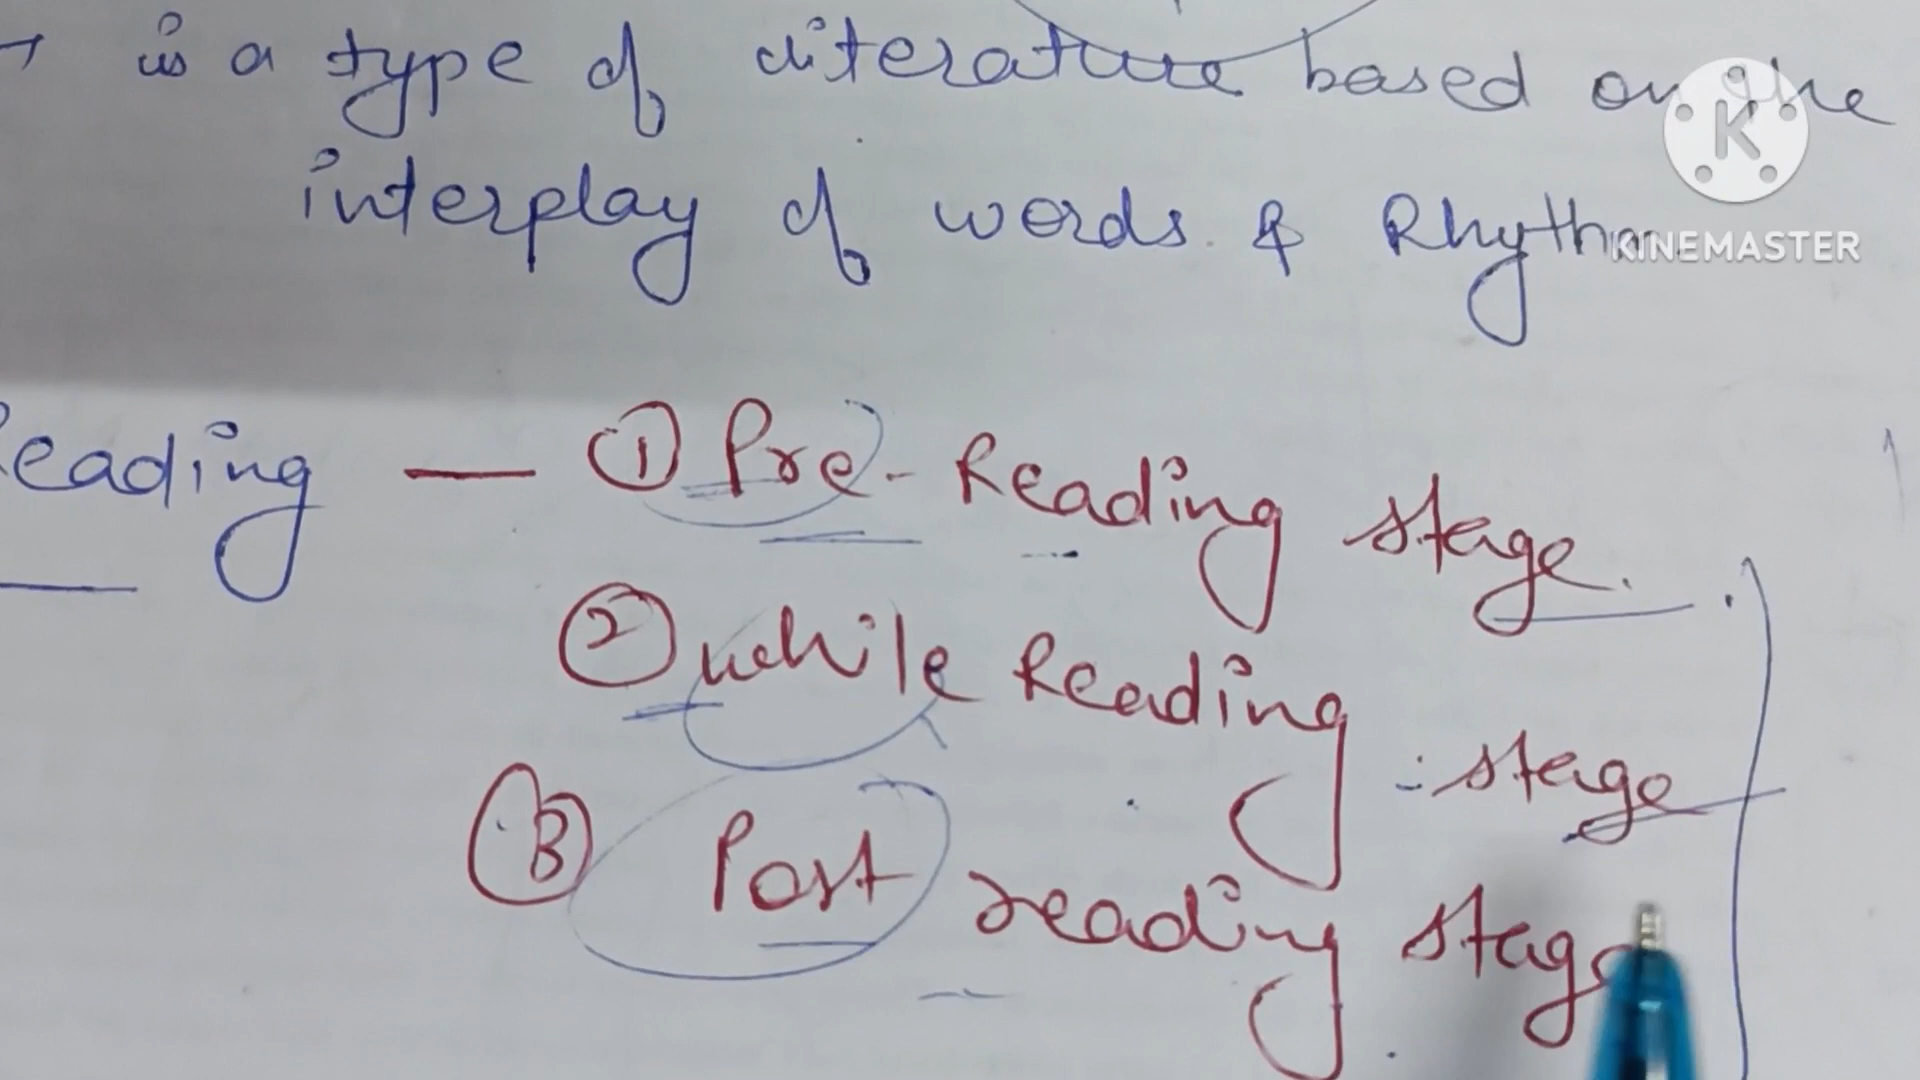 → is a type of literature based on the
interplay of words & Rhythm
KINEMASTER
Reading — ① Pre-Reading stage.
② while Reading - stage
③ Post reading stage